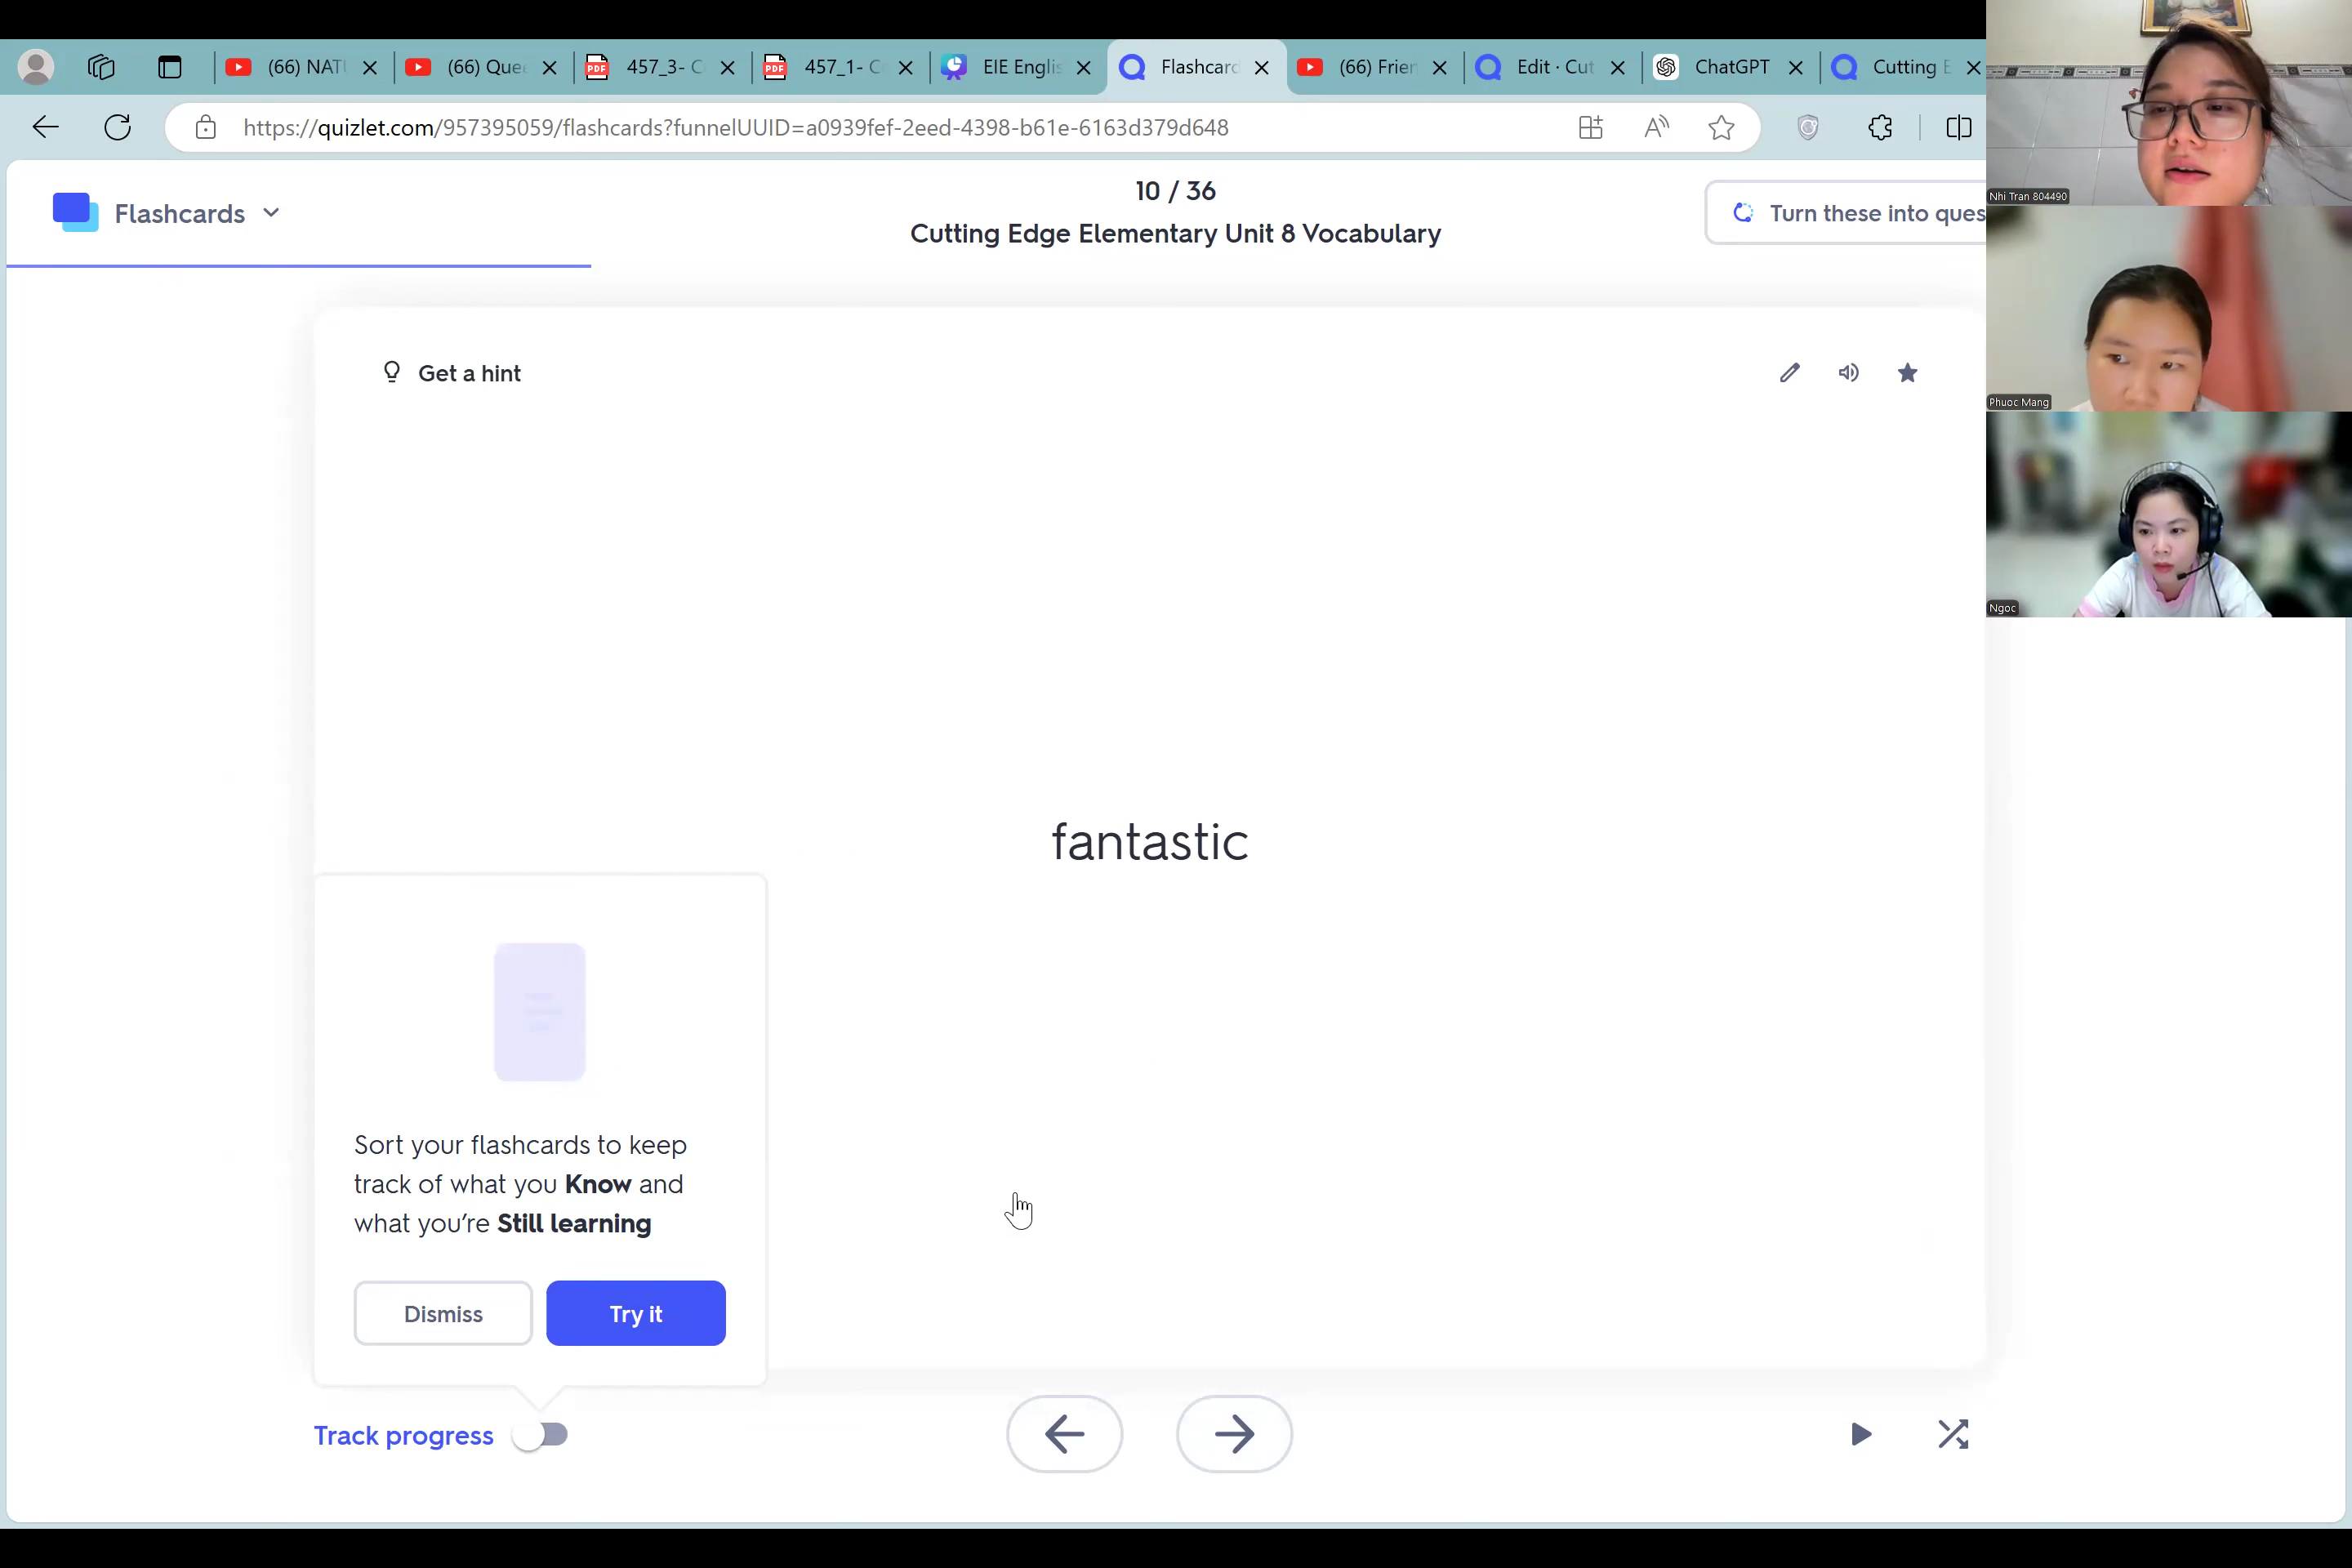 (66) NAT
(66) Que
457_3- C
457_1- C
EIE Englis
Flashcard
(66) Frien
Edit · Cut
ChatGPT
Cutting E
https://quizlet.com/957395059/flashcards?funnelUUID=a0939fef-2eed-4398-b61e-6163d379d648
Flashcards
10 / 36
Cutting Edge Elementary Unit 8 Vocabulary
Turn these into ques
Nhi Tran 804490
Get a hint
Phuoc Mang
Ngoc
fantastic
Sort your flashcards to keep
track of what you Know and
what you're Still learning
Dismiss
Try it
Track progress